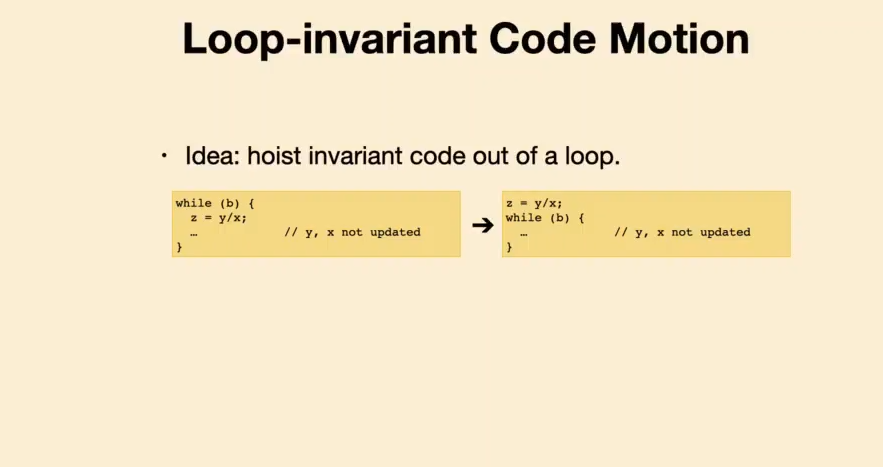 Loop-invariant Code Motion
• Idea: hoist invariant code out of a loop.
while (b) {
z = y/x;
… // y, x not updated
}
➔
z = y/x;
while (b) {
… // y, x not updated
}